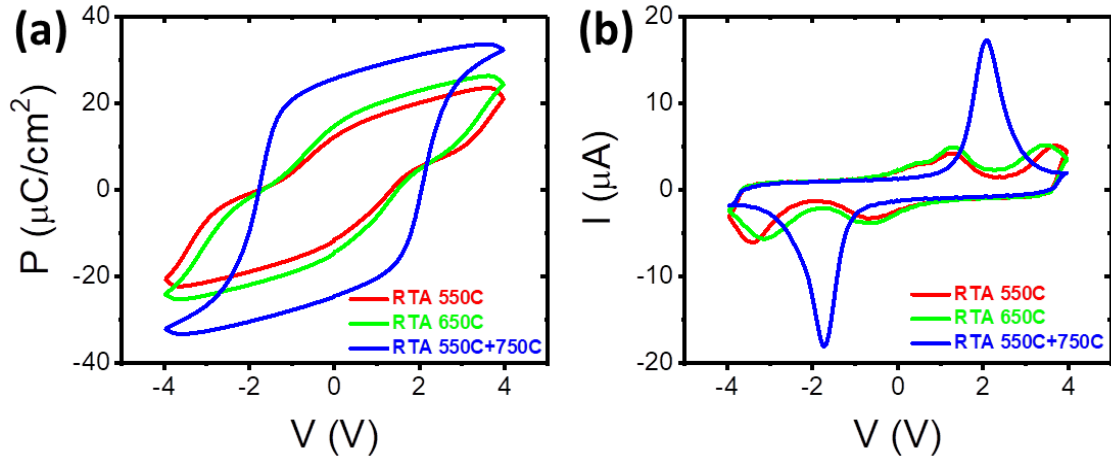 (a)
40
20
0
-20
-40
P (μC/cm²)
-4 -2 0 2 4
V (V)
RTA 550C
RTA 650C
RTA 550C+750C
(b)
20
10
0
-10
-20
I (μA)
-4 -2 0 2 4
V (V)
RTA 550C
RTA 650C
RTA 550C+750C